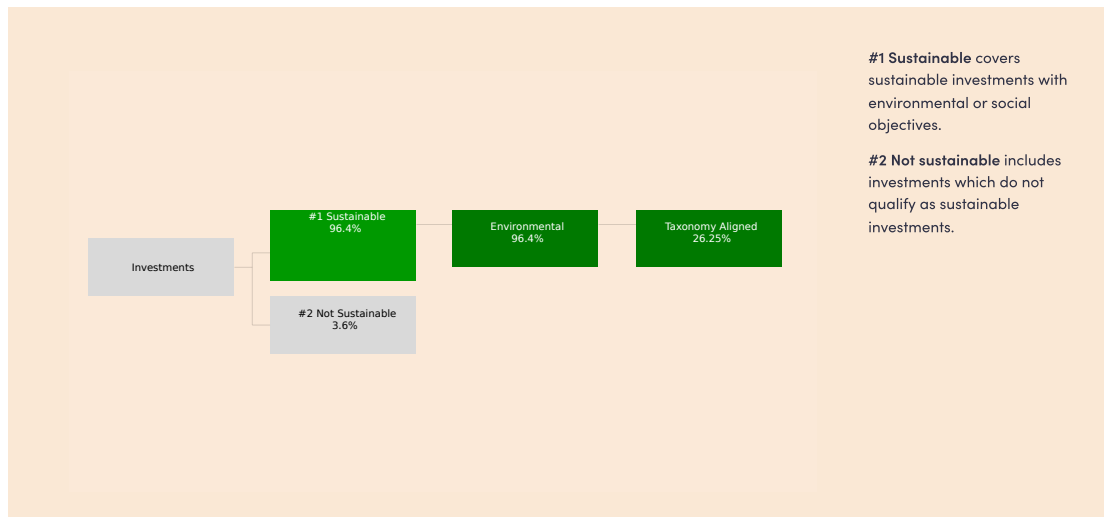 #1 Sustainable covers
sustainable investments with
environmental or social
objectives.
#2 Not sustainable includes
investments which do not
qualify as sustainable
investments.
Investments
#1 Sustainable
96.4%
#2 Not Sustainable
3.6%
Environmental
96.4%
Taxonomy Aligned
26.25%